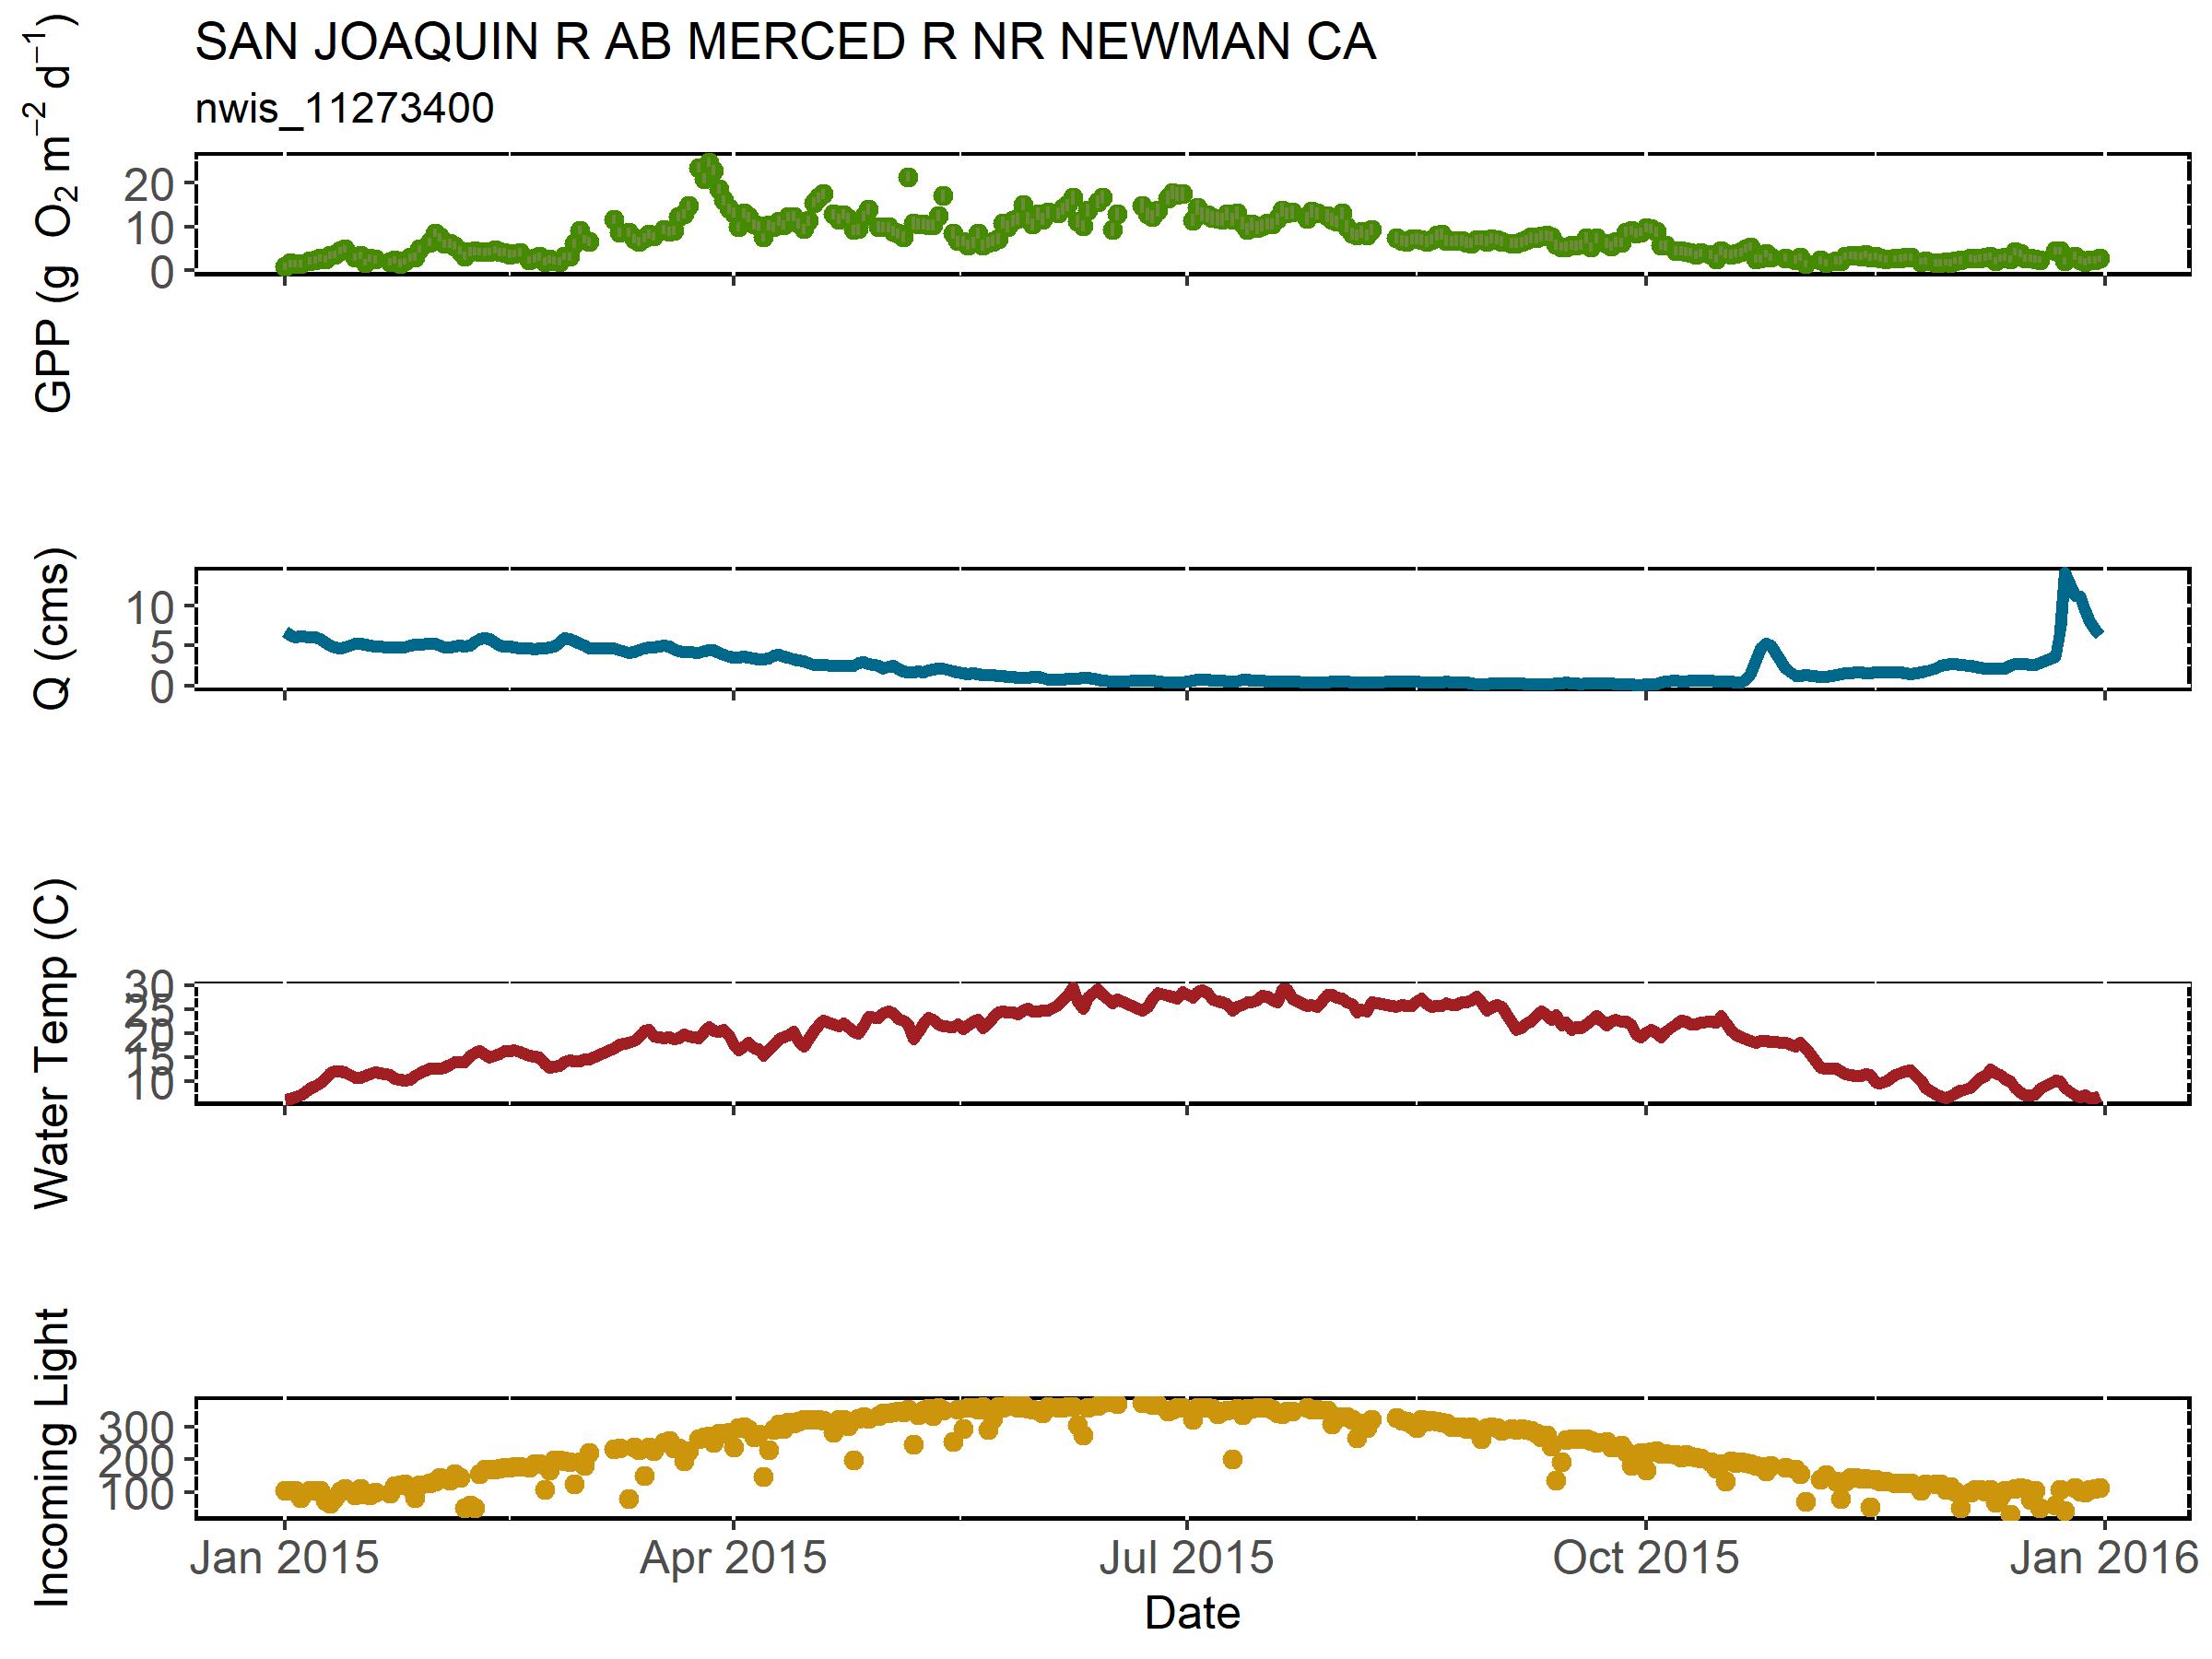 SAN JOAQUIN R AB MERCED R NR NEWMAN CA
nwis_11273400
GPP (g O₂ m⁻² d⁻¹)
20
10
0
Q (cms)
10
5
0
Water Temp (C)
30
25
20
15
10
Incoming Light
300
200
100
Jan 2015 Apr 2015 Jul 2015 Oct 2015 Jan 2016
Date